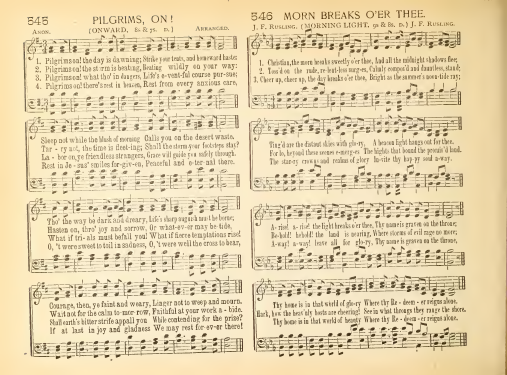 545 PILGRIMS, ON!
[ONWARD, 8s & 7s. D.]
ANON. ARRANGED.
1. Pilgrims on! the day is dawning; Strike your tents, and homeward hasten
2. Pilgrims on! the storm is beating, Beating wildly on your way:
3. Pilgrims on! what tho' in dangers, Life's e-vent-ful course pur-sue;
4. Pilgrims on! there's rest in heaven, Rest from every anxious care,
Sleep not while the blush of morning Calls you on the desert waste.
Tar-ry not, the time is fleet-ing; Shall the storm your footsteps stay?
La-bor on, ye friendless strangers, Grace will guide you safely through.
Rest in Je-sus' smiles for-giv-en, Peaceful and e-ter-nal there.
Tho' the way be dark and dreary, Life's sharp anguish must be borne;
Hasten on, thro' joy and sorrow, Or what-ev-er may be-tide,
What if tri-als must befall you! What if fierce temptations rise!
O, 't were sweet to toil in sadness, O, 't were well the cross to bear,
Courage, then, ye faint and weary, Linger not to weep and mourn.
Wait not for the calm to-mor-row, Faithful at your work a-bide.
Shall earth's bitter strife appall you While contending for the prize?
If at last in joy and gladness We may rest for-ev-er there!
546 MORN BREAKS O'ER THEE.
J. F. RUSLING. (MORNING LIGHT. 9s & 8s. D.) J. F. RUSLING.
1. Christian, the morn breaks sweetly o'er thee, And all the midnight shadows flee,
2. Toss'd on the rude, re-lent-less surges, Calmly composed and dauntless, stand;
3. Cheer up, cheer up, the day breaks o'er thee, Bright as the summer's noon-tide ray;
Ting'd are the distant skies with glo-ry, A beacon light hangs out for thee.
For lo, beyond those scenes e-merg-es The hights that bound the promis'd land.
The starry crowns and realms of glory In-vite thy hap-py soul a-way.
A-rise! a-rise! the light breaks o'er thee, Thy name is grav'n on the throne;
Be-hold! behold! the land is nearing, Where storms of evil rage no more;
A-way! a-way! leave all for glo-ry, Thy name is graven on the throne,
Thy home is in that world of glo-ry Where thy Re-deem-er reigns alone.
Hark, how the heav'nly hosts are cheering! See in what throngs they range the shore.
Thy home is in that world of beauty Where thy Re-deem-er reigns alone.